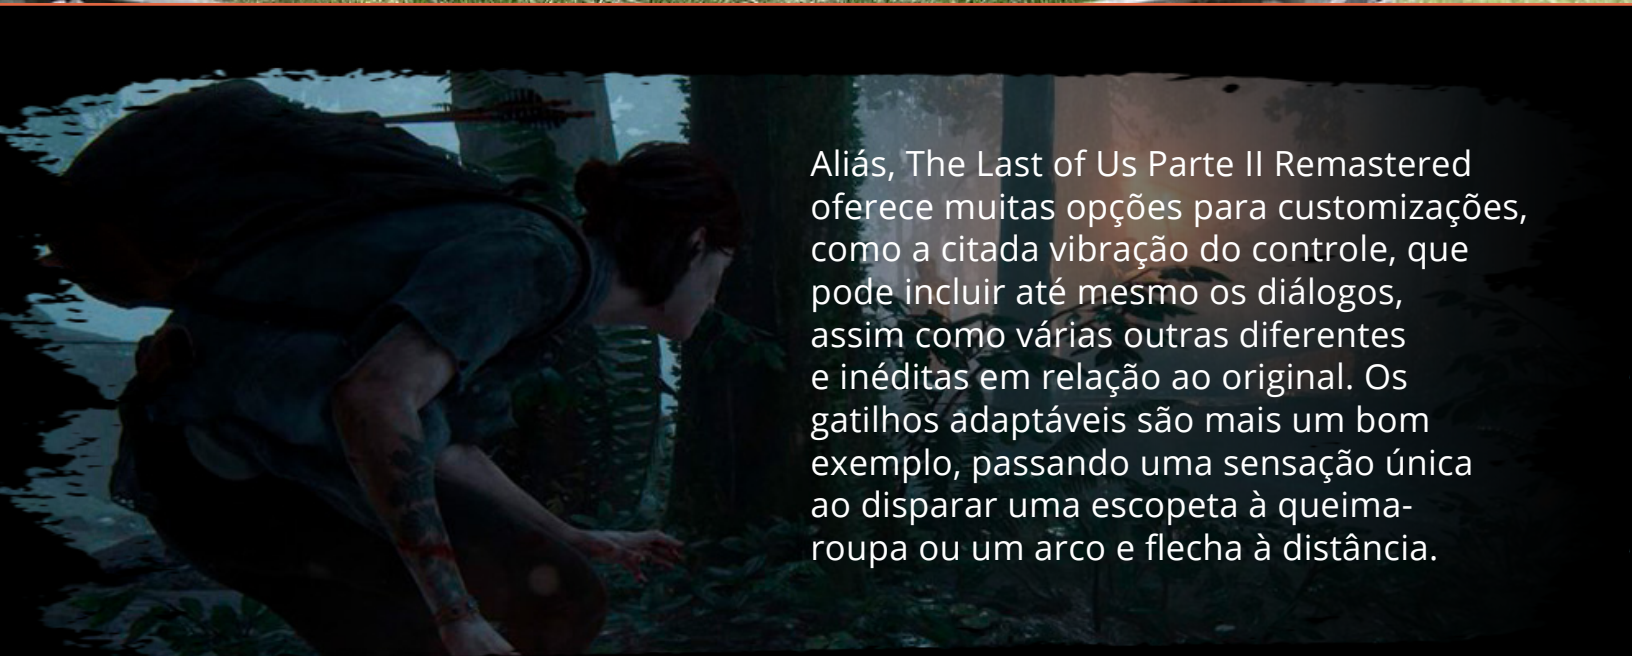 Aliás, The Last of Us Parte II Remastered
oferece muitas opções para customizações,
como a citada vibração do controle, que
pode incluir até mesmo os diálogos,
assim como várias outras diferentes
e inéditas em relação ao original. Os
gatilhos adaptáveis são mais um bom
exemplo, passando uma sensação única
ao disparar uma escopeta à queima-
roupa ou um arco e flecha à distância.